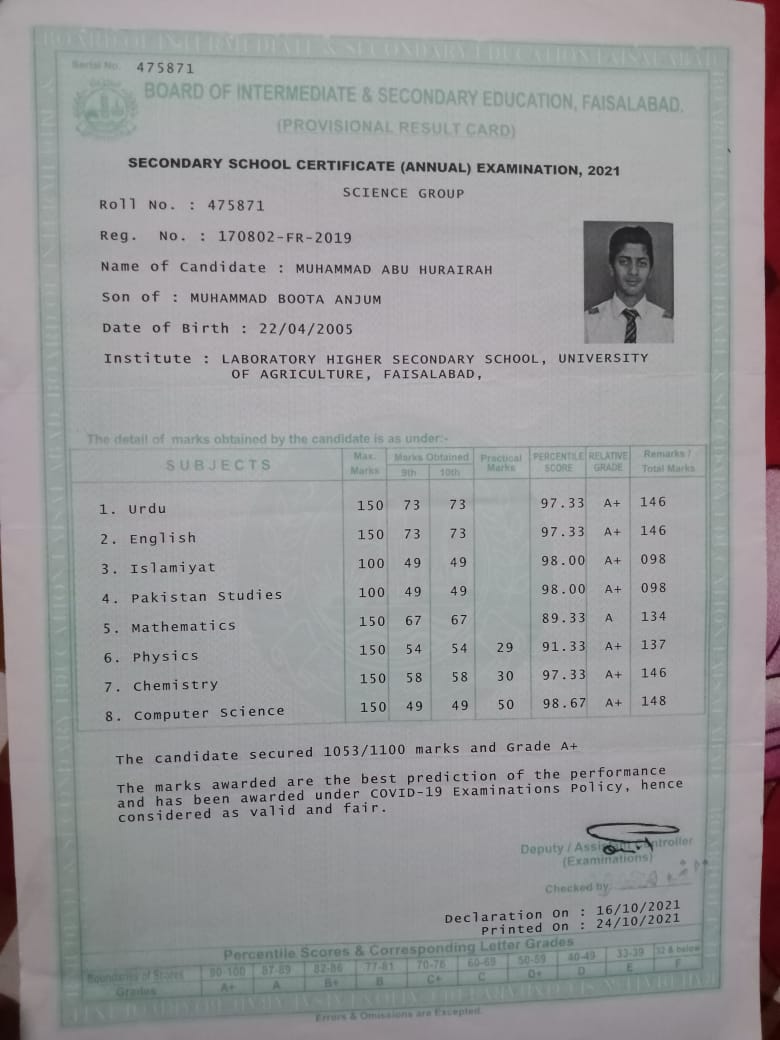 Serial No. 475871
BOARD OF INTERMEDIATE & SECONDARY EDUCATION, FAISALABAD.
(PROVISIONAL RESULT CARD)
SECONDARY SCHOOL CERTIFICATE (ANNUAL) EXAMINATION, 2021
SCIENCE GROUP
Roll No. : 475871
Reg. No. : 170802-FR-2019
Name of Candidate : MUHAMMAD ABU HURAIRAH
Son of : MUHAMMAD BOOTA ANJUM
Date of Birth : 22/04/2005
Institute : LABORATORY HIGHER SECONDARY SCHOOL, UNIVERSITY
OF AGRICULTURE, FAISALABAD,
The detail of marks obtained by the candidate is as under:-
SUBJECTS Max. Marks Marks Obtained 9th 10th Practical Marks PERCENTILE SCORE RELATIVE GRADE Remarks / Total Marks
1. Urdu 150 73 73 97.33 A+ 146
2. English 150 73 73 97.33 A+ 146
3. Islamiyat 100 49 49 98.00 A+ 098
4. Pakistan Studies 100 49 49 98.00 A+ 098
5. Mathematics 150 67 67 89.33 A 134
6. Physics 150 54 54 29 91.33 A+ 137
7. Chemistry 150 58 58 30 97.33 A+ 146
8. Computer Science 150 49 49 50 98.67 A+ 148
The candidate secured 1053/1100 marks and Grade A+
The marks awarded are the best prediction of the performance
and has been awarded under COVID-19 Examinations Policy, hence
considered as valid and fair.
Deputy / Assistant Controller
(Examinations)
Checked by
Declaration On : 16/10/2021
Printed On : 24/10/2021
Percentile Scores & Corresponding Letter Grades
Boundaries of Scores 90-100 87-89 82-86 77-81 70-76 60-69 50-59 40-49 33-39 32 & below
Grades A+ A B+ B C+ C D+ D E F
Errors & Omissions are Excepted.